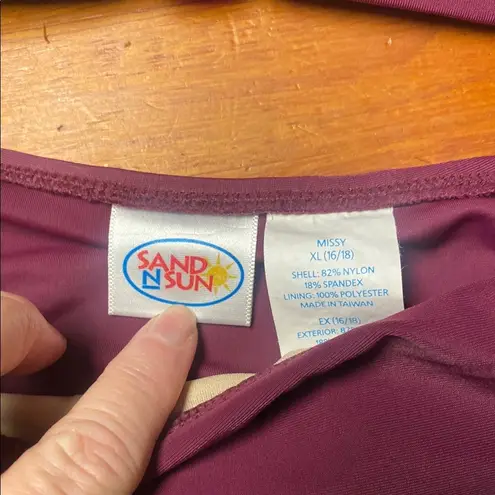 SAND
N SUN
MISSY
XL (16/18)
SHELL: 82% NYLON
18% SPANDEX
LINING: 100% POLYESTER
MADE IN TAIWAN
EX (16/18)
EXTERIOR: